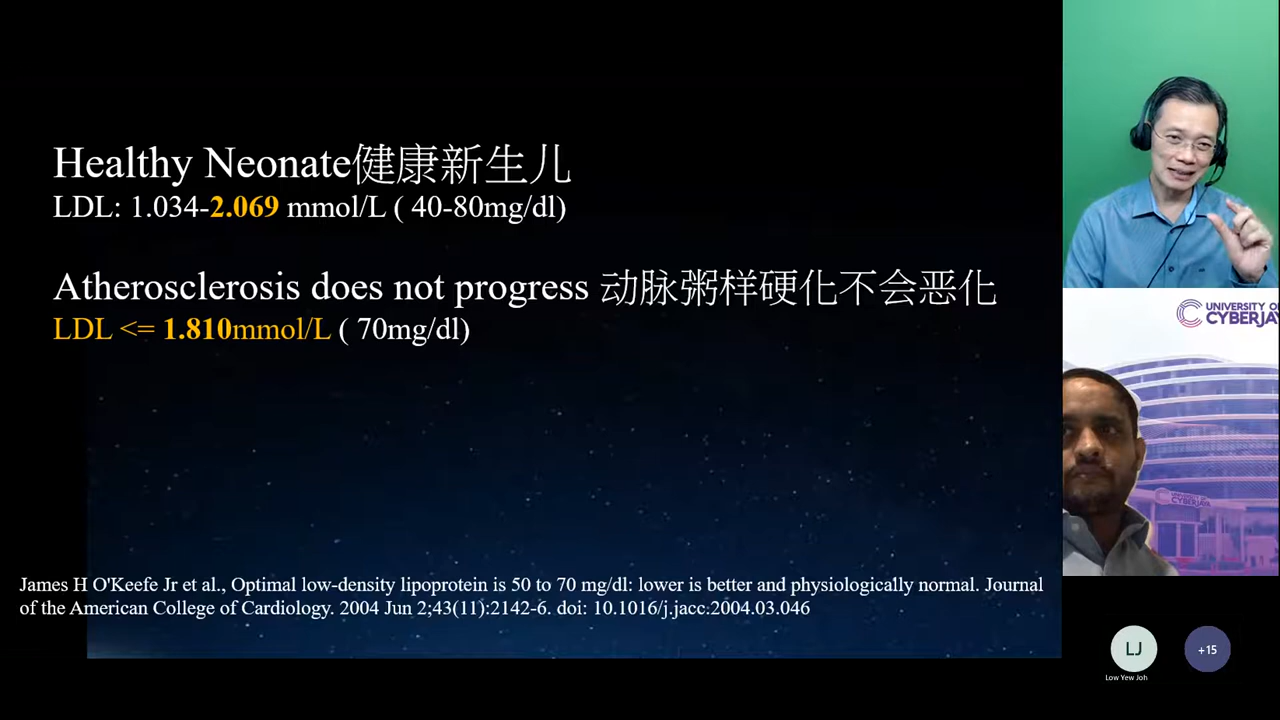 Healthy Neonate健康新生儿
LDL: 1.034-2.069 mmol/L ( 40-80mg/dl)
Atherosclerosis does not progress 动脉粥样硬化不会恶化
LDL <= 1.810mmol/L ( 70mg/dl)
James H O'Keefe Jr et al., Optimal low-density lipoprotein is 50 to 70 mg/dl: lower is better and physiologically normal. Journal
of the American College of Cardiology. 2004 Jun 2;43(11):2142-6. doi: 10.1016/j.jacc.2004.03.046
UNIVERSITY OF
CYBERJAY
UNIVERSITY OF
CYBERJAYA
LJ
Low Yew Joh
+15